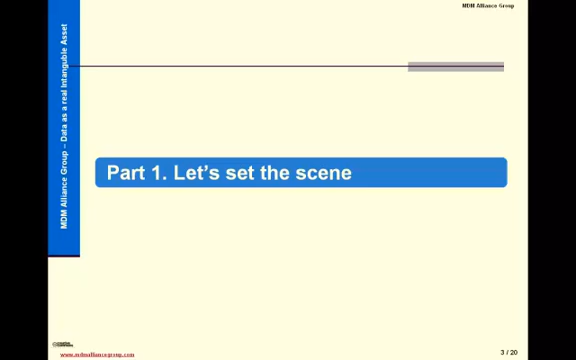 MDM Alliance Group
MDM Alliance Group – Data as a real Intanguble Asset
Part 1. Let's set the scene
www.mdmalliancegroup.com
3 / 20